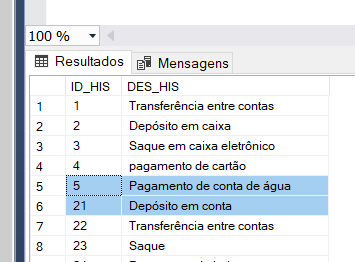 100 %
Resultados Mensagens
ID_HIS DES_HIS
1 1 Transferência entre contas
2 2 Depósito em caixa
3 3 Saque em caixa eletrônico
4 4 pagamento de cartão
5 5 Pagamento de conta de água
6 21 Depósito em conta
7 22 Transferência entre contas
8 23 Saque